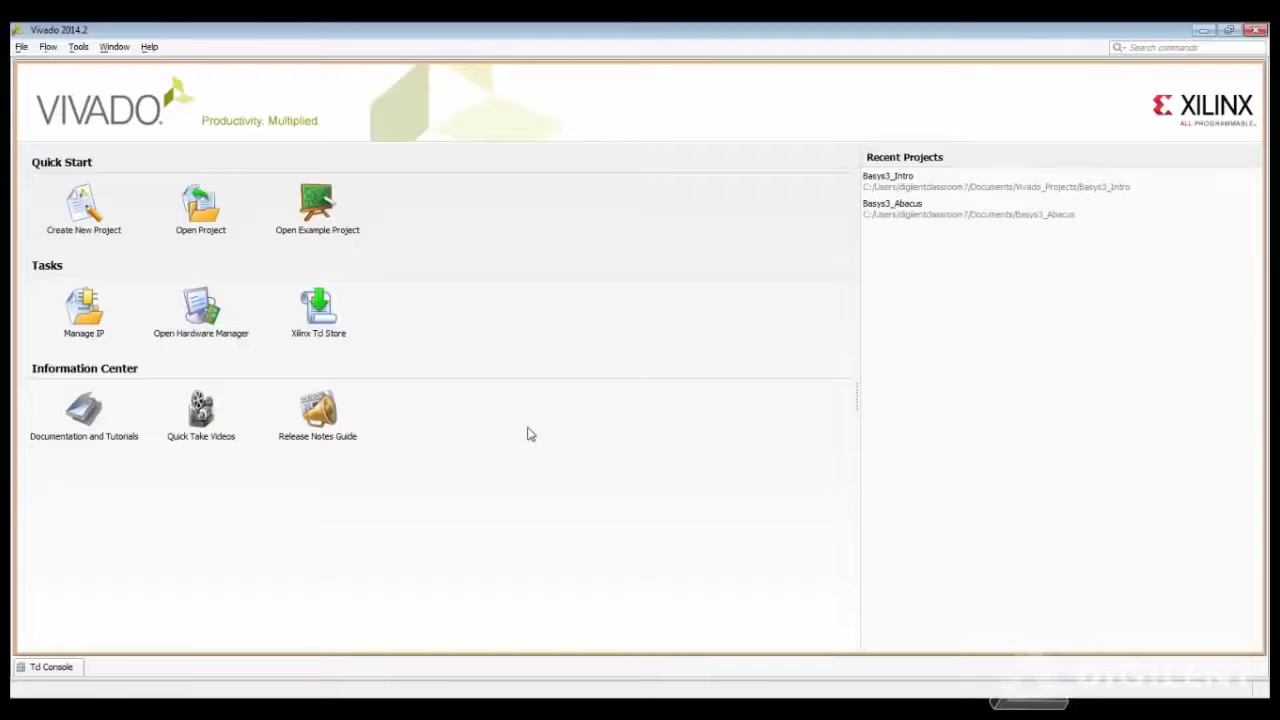 Vivado 2014.2
File Flow Tools Window Help
Search commands
VIVADO.
Productivity. Multiplied.
XILINX
ALL PROGRAMMABLE.
Quick Start
Create New Project
Open Project
Open Example Project
Tasks
Manage IP
Open Hardware Manager
Xilinx Tcl Store
Information Center
Documentation and Tutorials
Quick Take Videos
Release Notes Guide
Recent Projects
Basys3_Intro
C:/Users/digilentclassroom7/Documents/Vivado_Projects/Basys3_Intro
Basys3_Abacus
C:/Users/digilentclassroom7/Documents/Basys3_Abacus
Tcl Console
DIGILENT